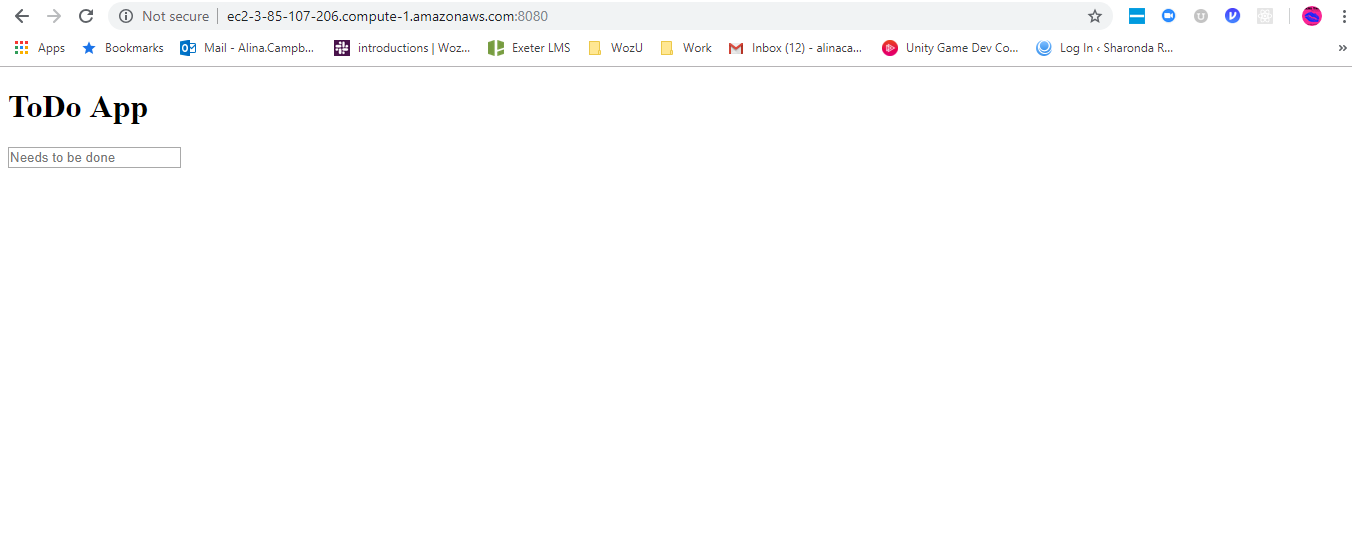 Not secure ec2-3-85-107-206.compute-1.amazonaws.com:8080
Apps Bookmarks Mail - Alina.Campb... introductions | Woz... Exeter LMS WozU Work Inbox (12) - alinaca... Unity Game Dev Co... Log In ‹ Sharonda R... »
ToDo App
Needs to be done